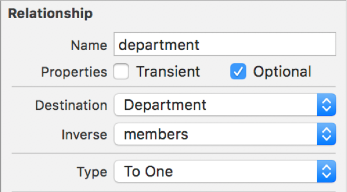 Relationship
Name department
Properties Transient Optional
Destination Department
Inverse members
Type To One